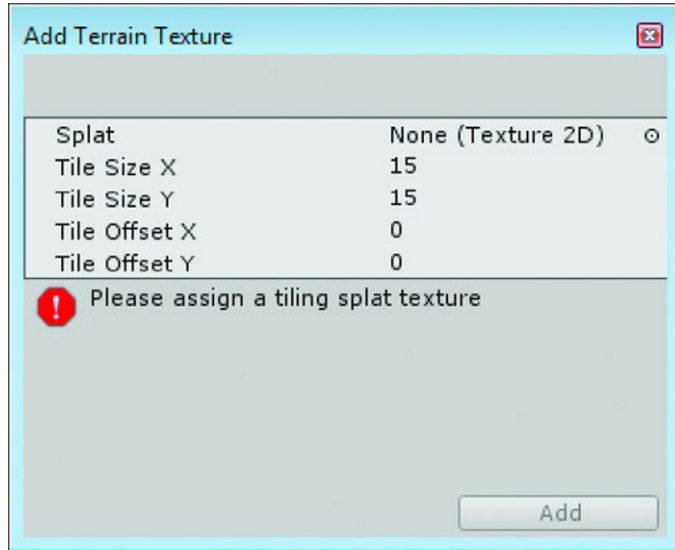 Add Terrain Texture
Splat None (Texture 2D)
Tile Size X 15
Tile Size Y 15
Tile Offset X 0
Tile Offset Y 0
Please assign a tiling splat texture
Add